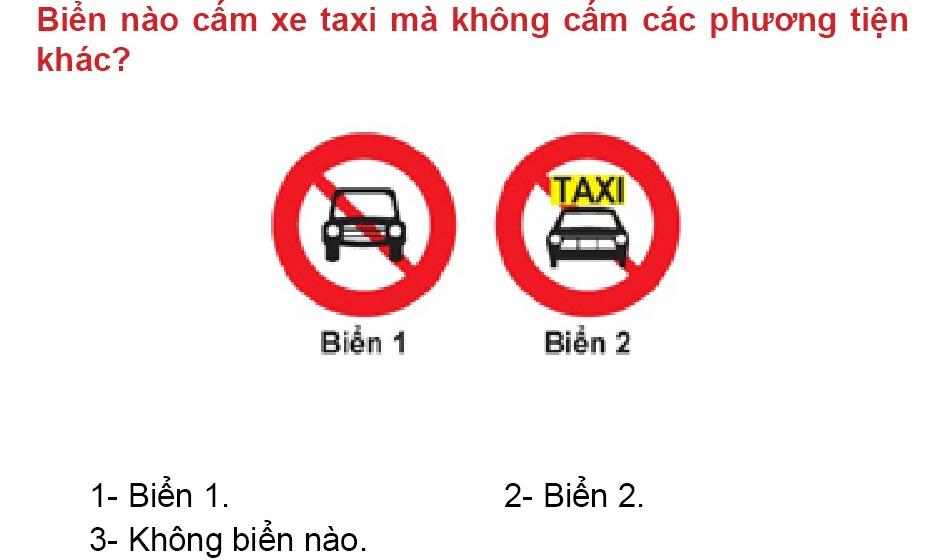 Biển nào cấm xe taxi mà không cấm các phương tiện
khác?
TAXI
Biển 1
Biển 2
1- Biển 1.
2- Biển 2.
3- Không biển nào.